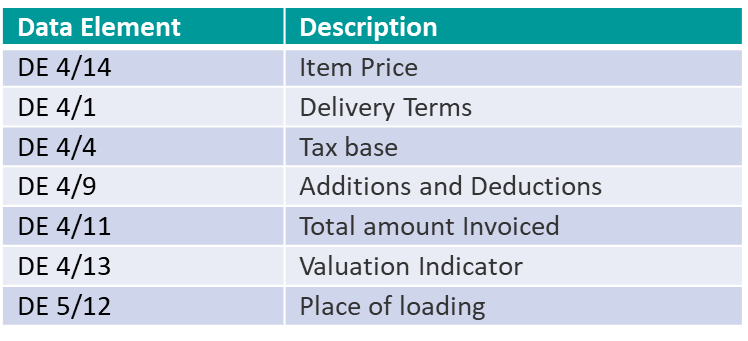 Data Element Description
DE 4/14 Item Price
DE 4/1 Delivery Terms
DE 4/4 Tax base
DE 4/9 Additions and Deductions
DE 4/11 Total amount Invoiced
DE 4/13 Valuation Indicator
DE 5/12 Place of loading